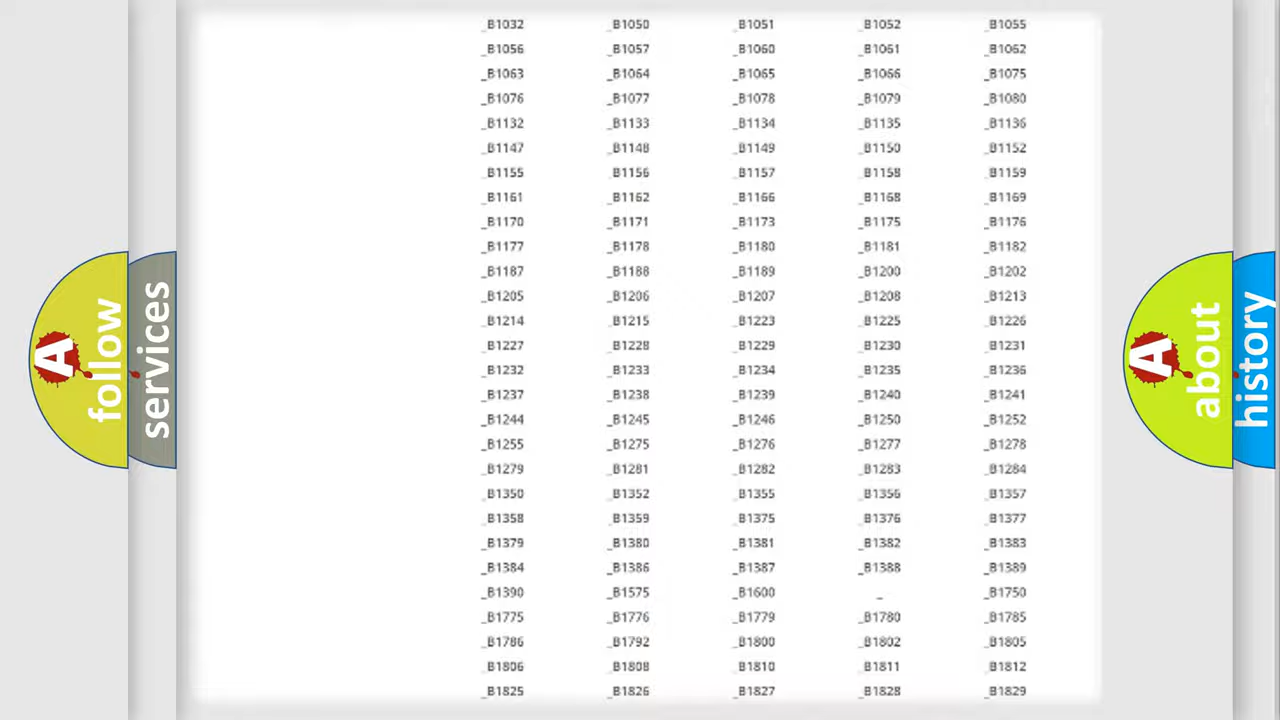 _B1032 _B1050 _B1051 _B1052 _B1055
_B1056 _B1057 _B1060 _B1061 _B1062
_B1063 _B1064 _B1065 _B1066 _B1075
_B1076 _B1077 _B1078 _B1079 _B1080
_B1132 _B1133 _B1134 _B1135 _B1136
_B1147 _B1148 _B1149 _B1150 _B1152
_B1155 _B1156 _B1157 _B1158 _B1159
_B1161 _B1162 _B1166 _B1168 _B1169
_B1170 _B1171 _B1173 _B1175 _B1176
_B1177 _B1178 _B1180 _B1181 _B1182
_B1187 _B1188 _B1189 _B1200 _B1202
_B1205 _B1206 _B1207 _B1208 _B1213
_B1214 _B1215 _B1223 _B1225 _B1226
_B1227 _B1228 _B1229 _B1230 _B1231
_B1232 _B1233 _B1234 _B1235 _B1236
_B1237 _B1238 _B1239 _B1240 _B1241
_B1244 _B1245 _B1246 _B1250 _B1252
_B1255 _B1275 _B1276 _B1277 _B1278
_B1279 _B1281 _B1282 _B1283 _B1284
_B1350 _B1352 _B1355 _B1356 _B1357
_B1358 _B1359 _B1375 _B1376 _B1377
_B1379 _B1380 _B1381 _B1382 _B1383
_B1384 _B1386 _B1387 _B1388 _B1389
_B1390 _B1575 _B1600 _ _B1750
_B1775 _B1776 _B1779 _B1780 _B1785
_B1786 _B1792 _B1800 _B1802 _B1805
_B1806 _B1808 _B1810 _B1811 _B1812
_B1825 _B1826 _B1827 _B1828 _B1829
A follow
services
A about
history